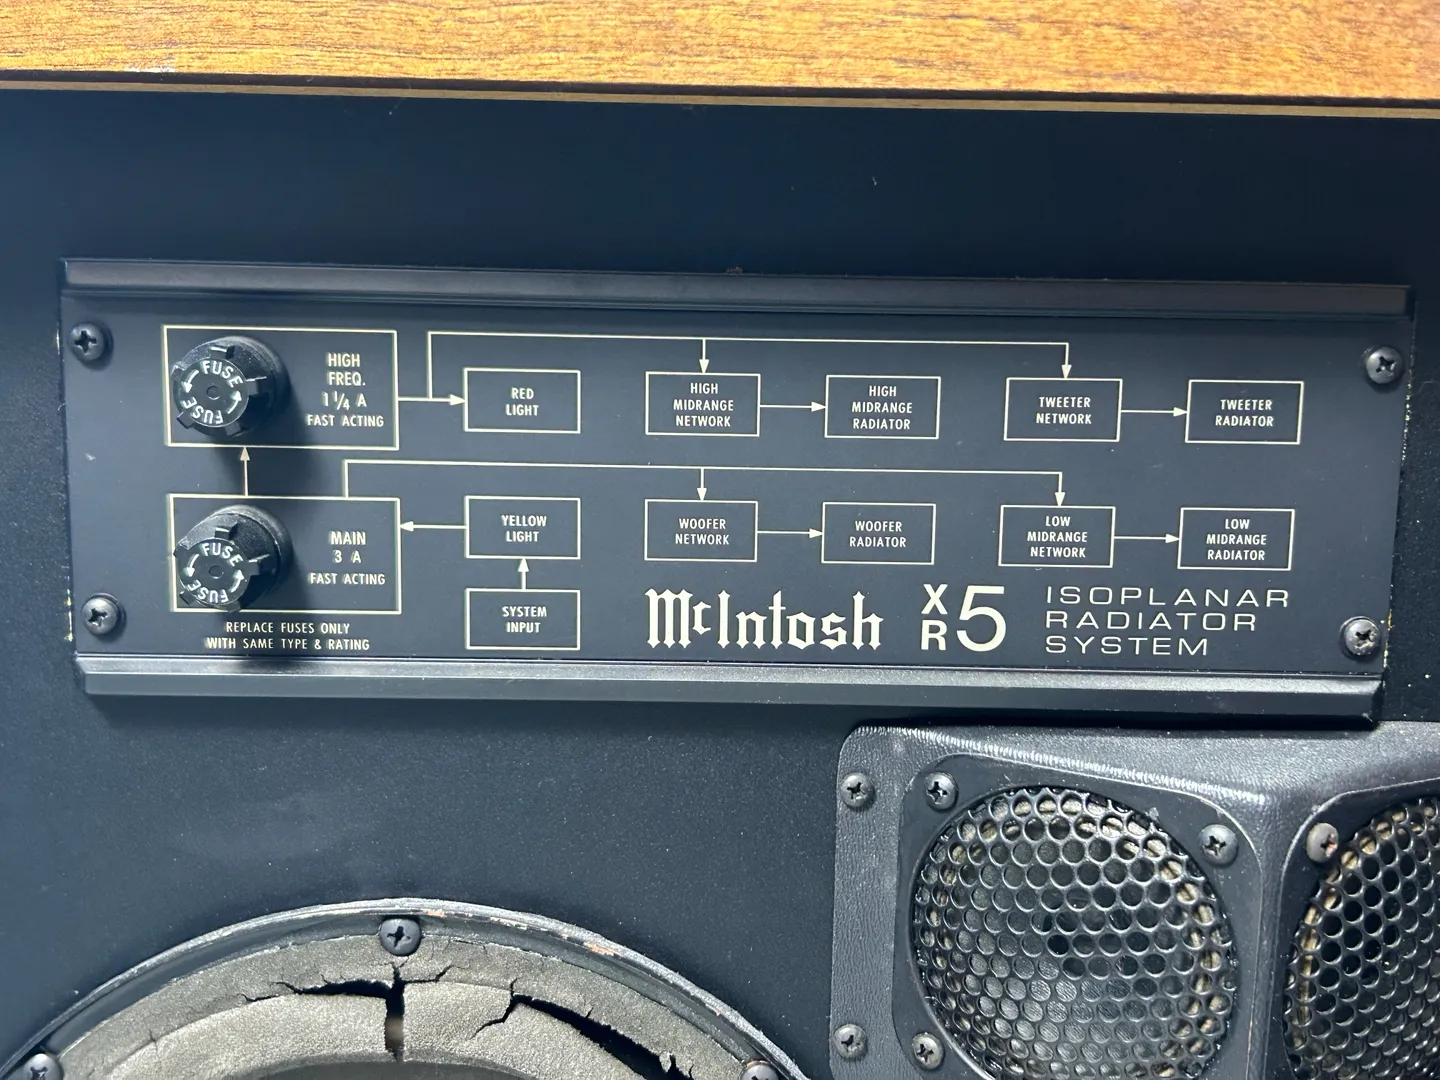 FUSE
FUSE
HIGH
FREQ.
1 1/4 A
FAST ACTING
RED
LIGHT
HIGH
MIDRANGE
NETWORK
HIGH
MIDRANGE
RADIATOR
TWEETER
NETWORK
TWEETER
RADIATOR
FUSE
FUSE
MAIN
3 A
FAST ACTING
YELLOW
LIGHT
WOOFER
NETWORK
WOOFER
RADIATOR
LOW
MIDRANGE
NETWORK
LOW
MIDRANGE
RADIATOR
REPLACE FUSES ONLY
WITH SAME TYPE & RATING
SYSTEM
INPUT
McIntosh
XR5
ISOPLANAR
RADIATOR
SYSTEM